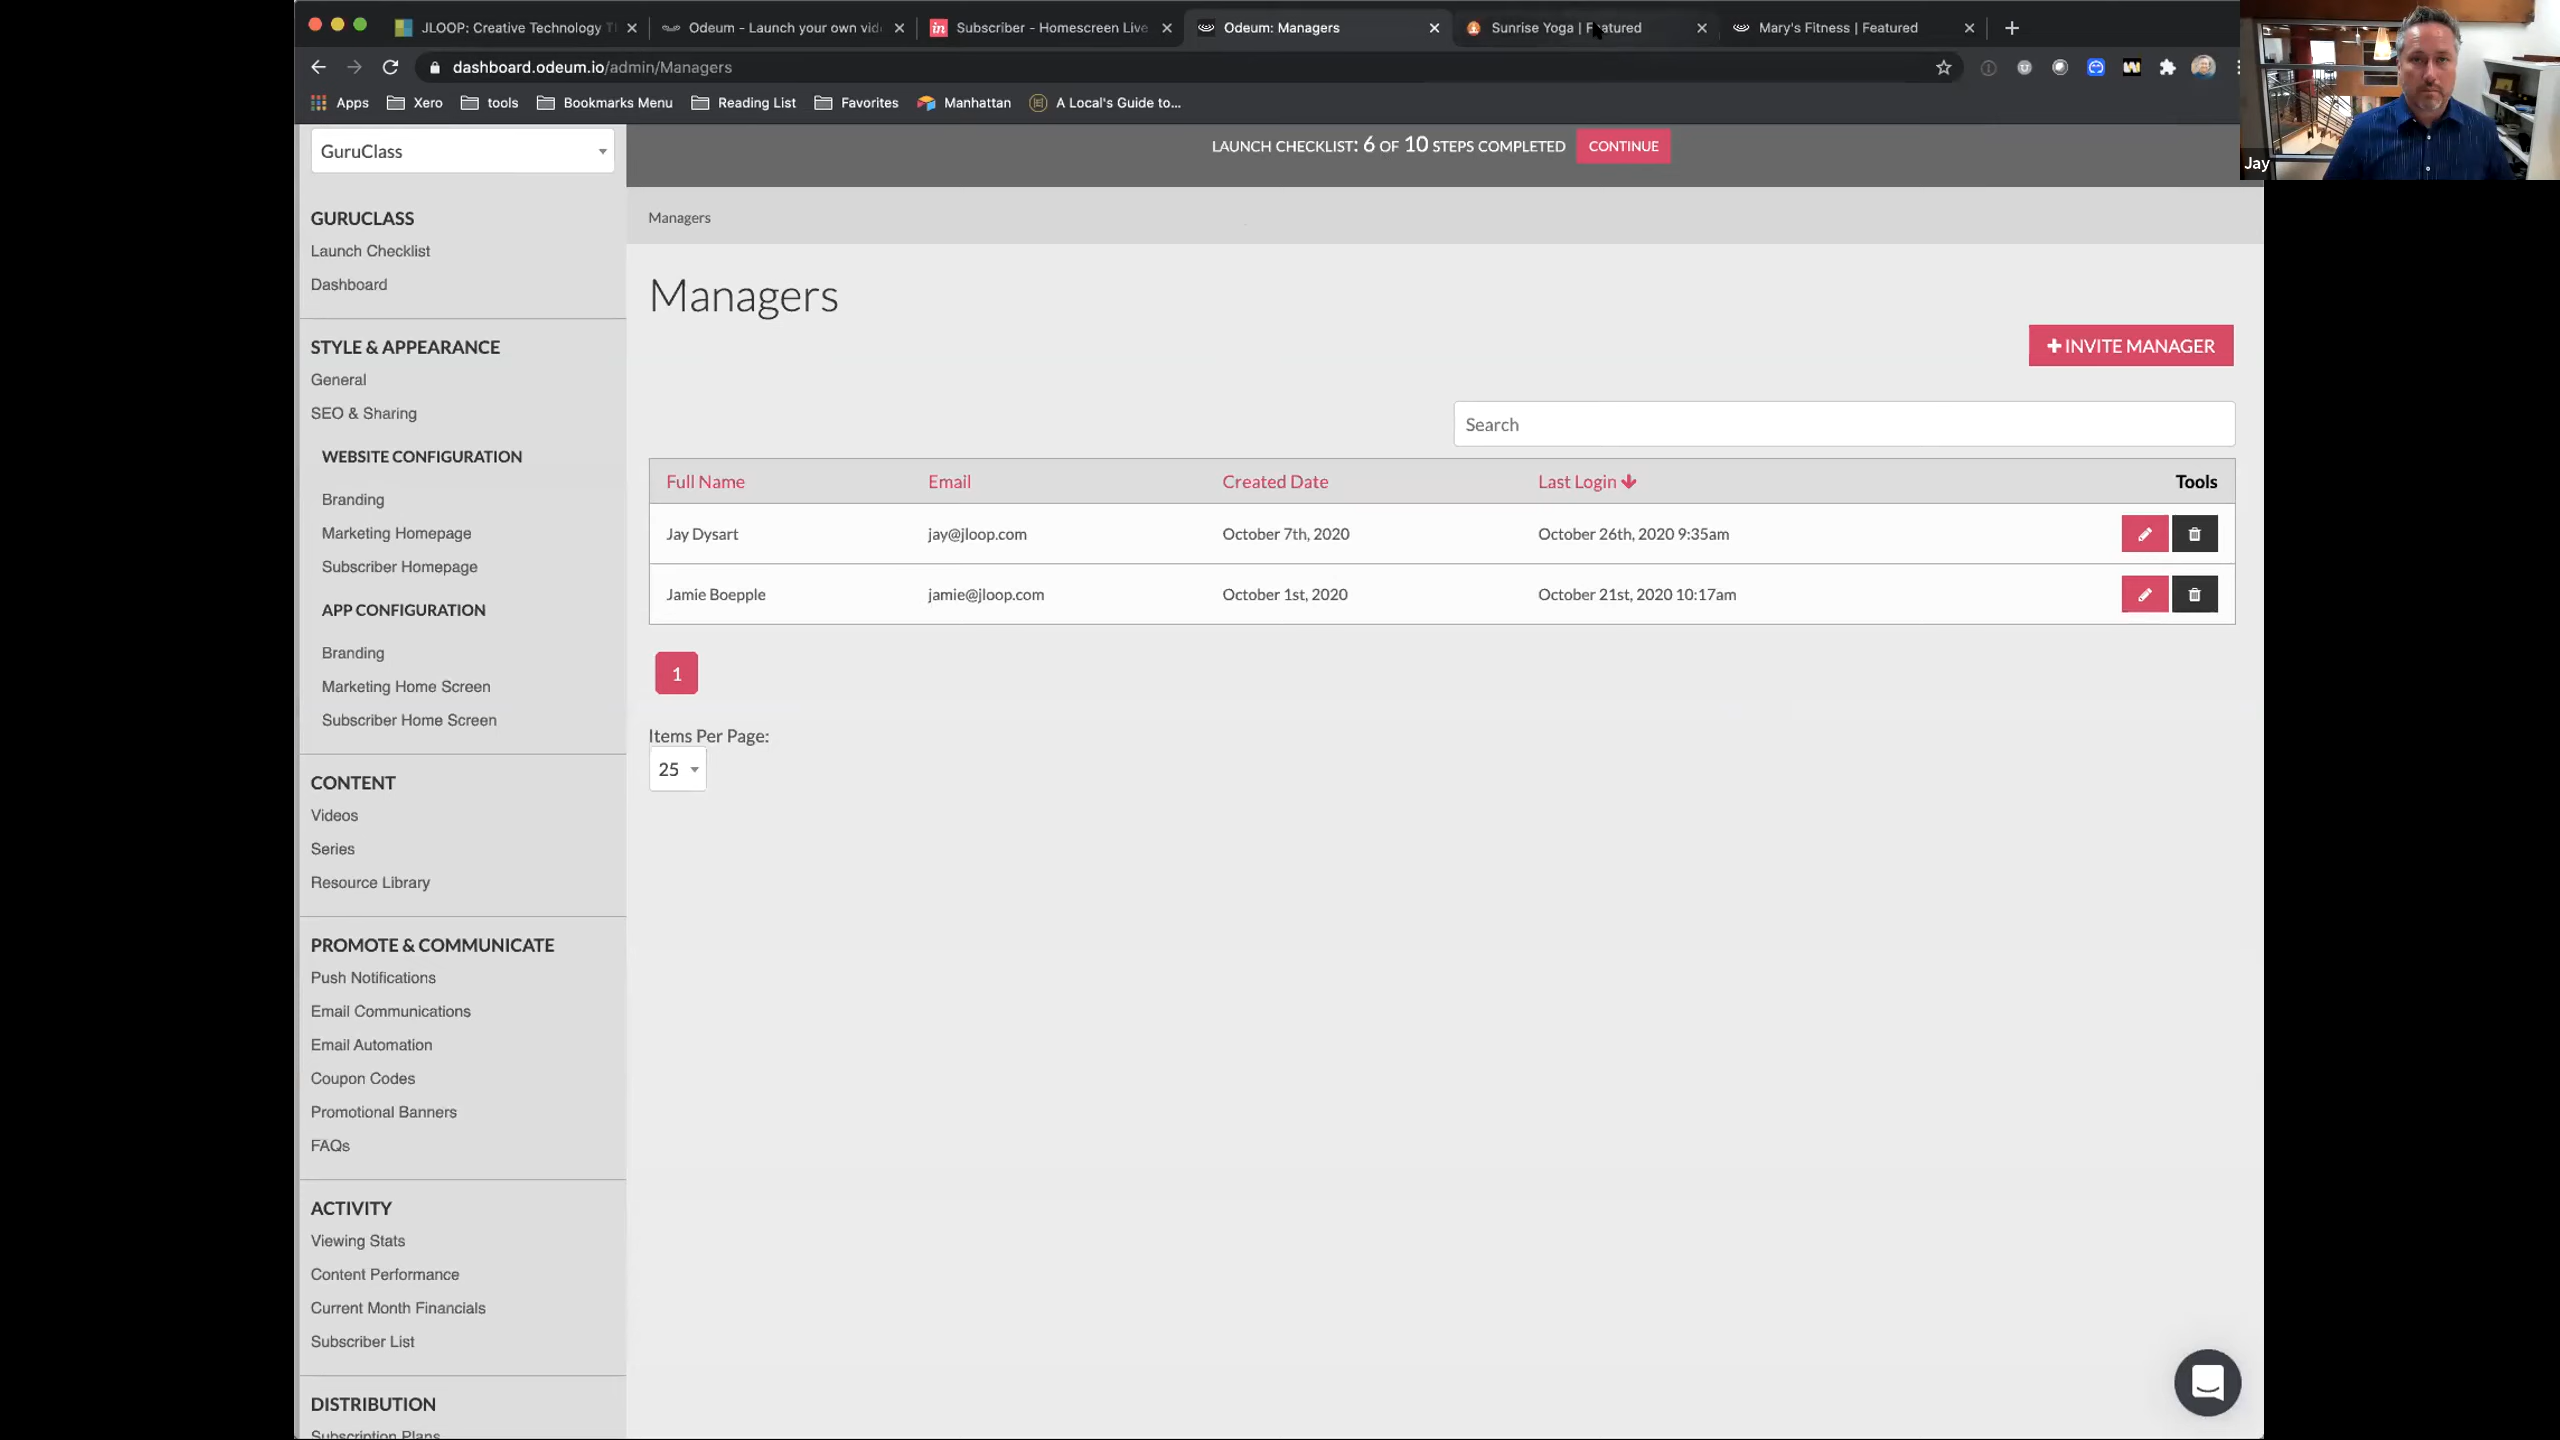 JLOOP: Creative Technology T
Odeum - Launch your own vid
Subscriber - Homescreen Live
Odeum: Managers
Sunrise Yoga | Featured
Mary's Fitness | Featured
dashboard.odeum.io/admin/Managers
Apps
Xero
tools
Bookmarks Menu
Reading List
Favorites
Manhattan
A Local's Guide to...
Jay
GuruClass
LAUNCH CHECKLIST: 6 OF 10 STEPS COMPLETED
CONTINUE
GURUCLASS
Launch Checklist
Dashboard
STYLE & APPEARANCE
General
SEO & Sharing
WEBSITE CONFIGURATION
Branding
Marketing Homepage
Subscriber Homepage
APP CONFIGURATION
Branding
Marketing Home Screen
Subscriber Home Screen
CONTENT
Videos
Series
Resource Library
PROMOTE & COMMUNICATE
Push Notifications
Email Communications
Email Automation
Coupon Codes
Promotional Banners
FAQs
ACTIVITY
Viewing Stats
Content Performance
Current Month Financials
Subscriber List
DISTRIBUTION
Subscription Plans
Managers
Managers
INVITE MANAGER
Search
Full Name Email Created Date Last Login Tools
Jay Dysart jay@jloop.com October 7th, 2020 October 26th, 2020 9:35am
Jamie Boepple jamie@jloop.com October 1st, 2020 October 21st, 2020 10:17am
1
Items Per Page:
25